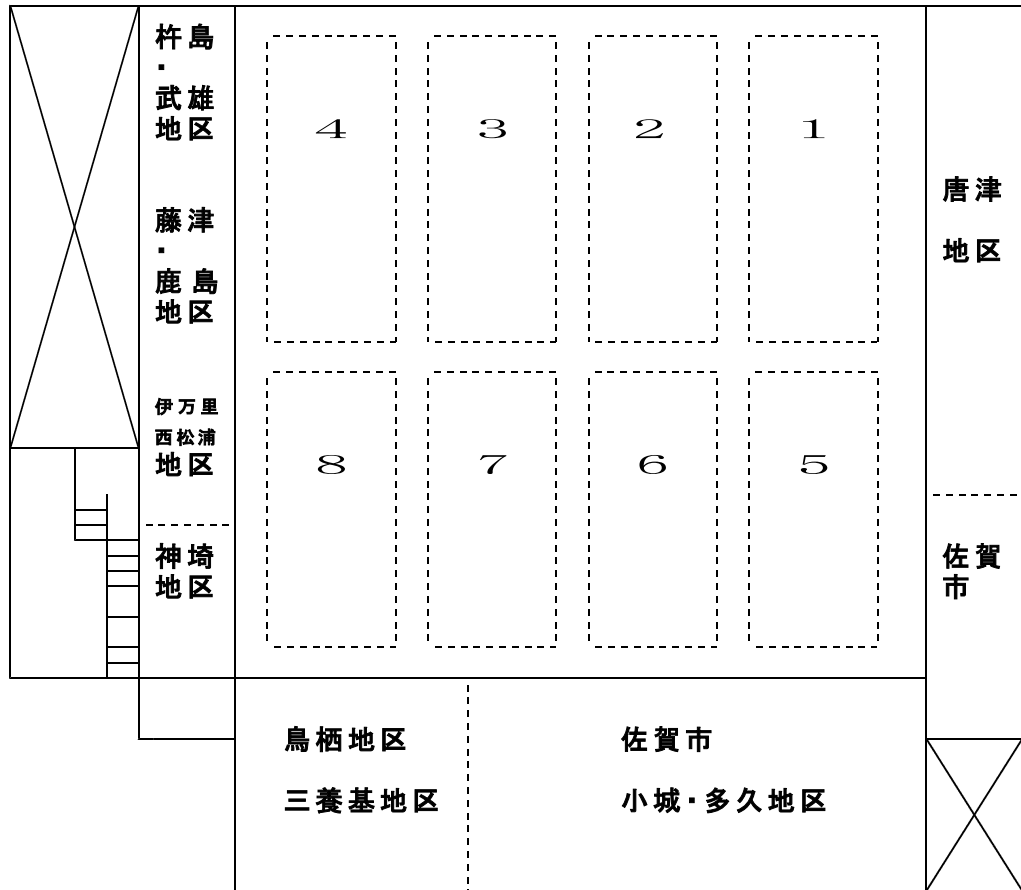 杵島
・
武雄
地区
藤津
・
鹿島
地区
伊万里
西松浦
地区
神埼
地区
4 3 2 1
8 7 6 5
唐津
地区
佐賀
市
鳥栖地区
三養基地区
佐賀市
小城・多久地区